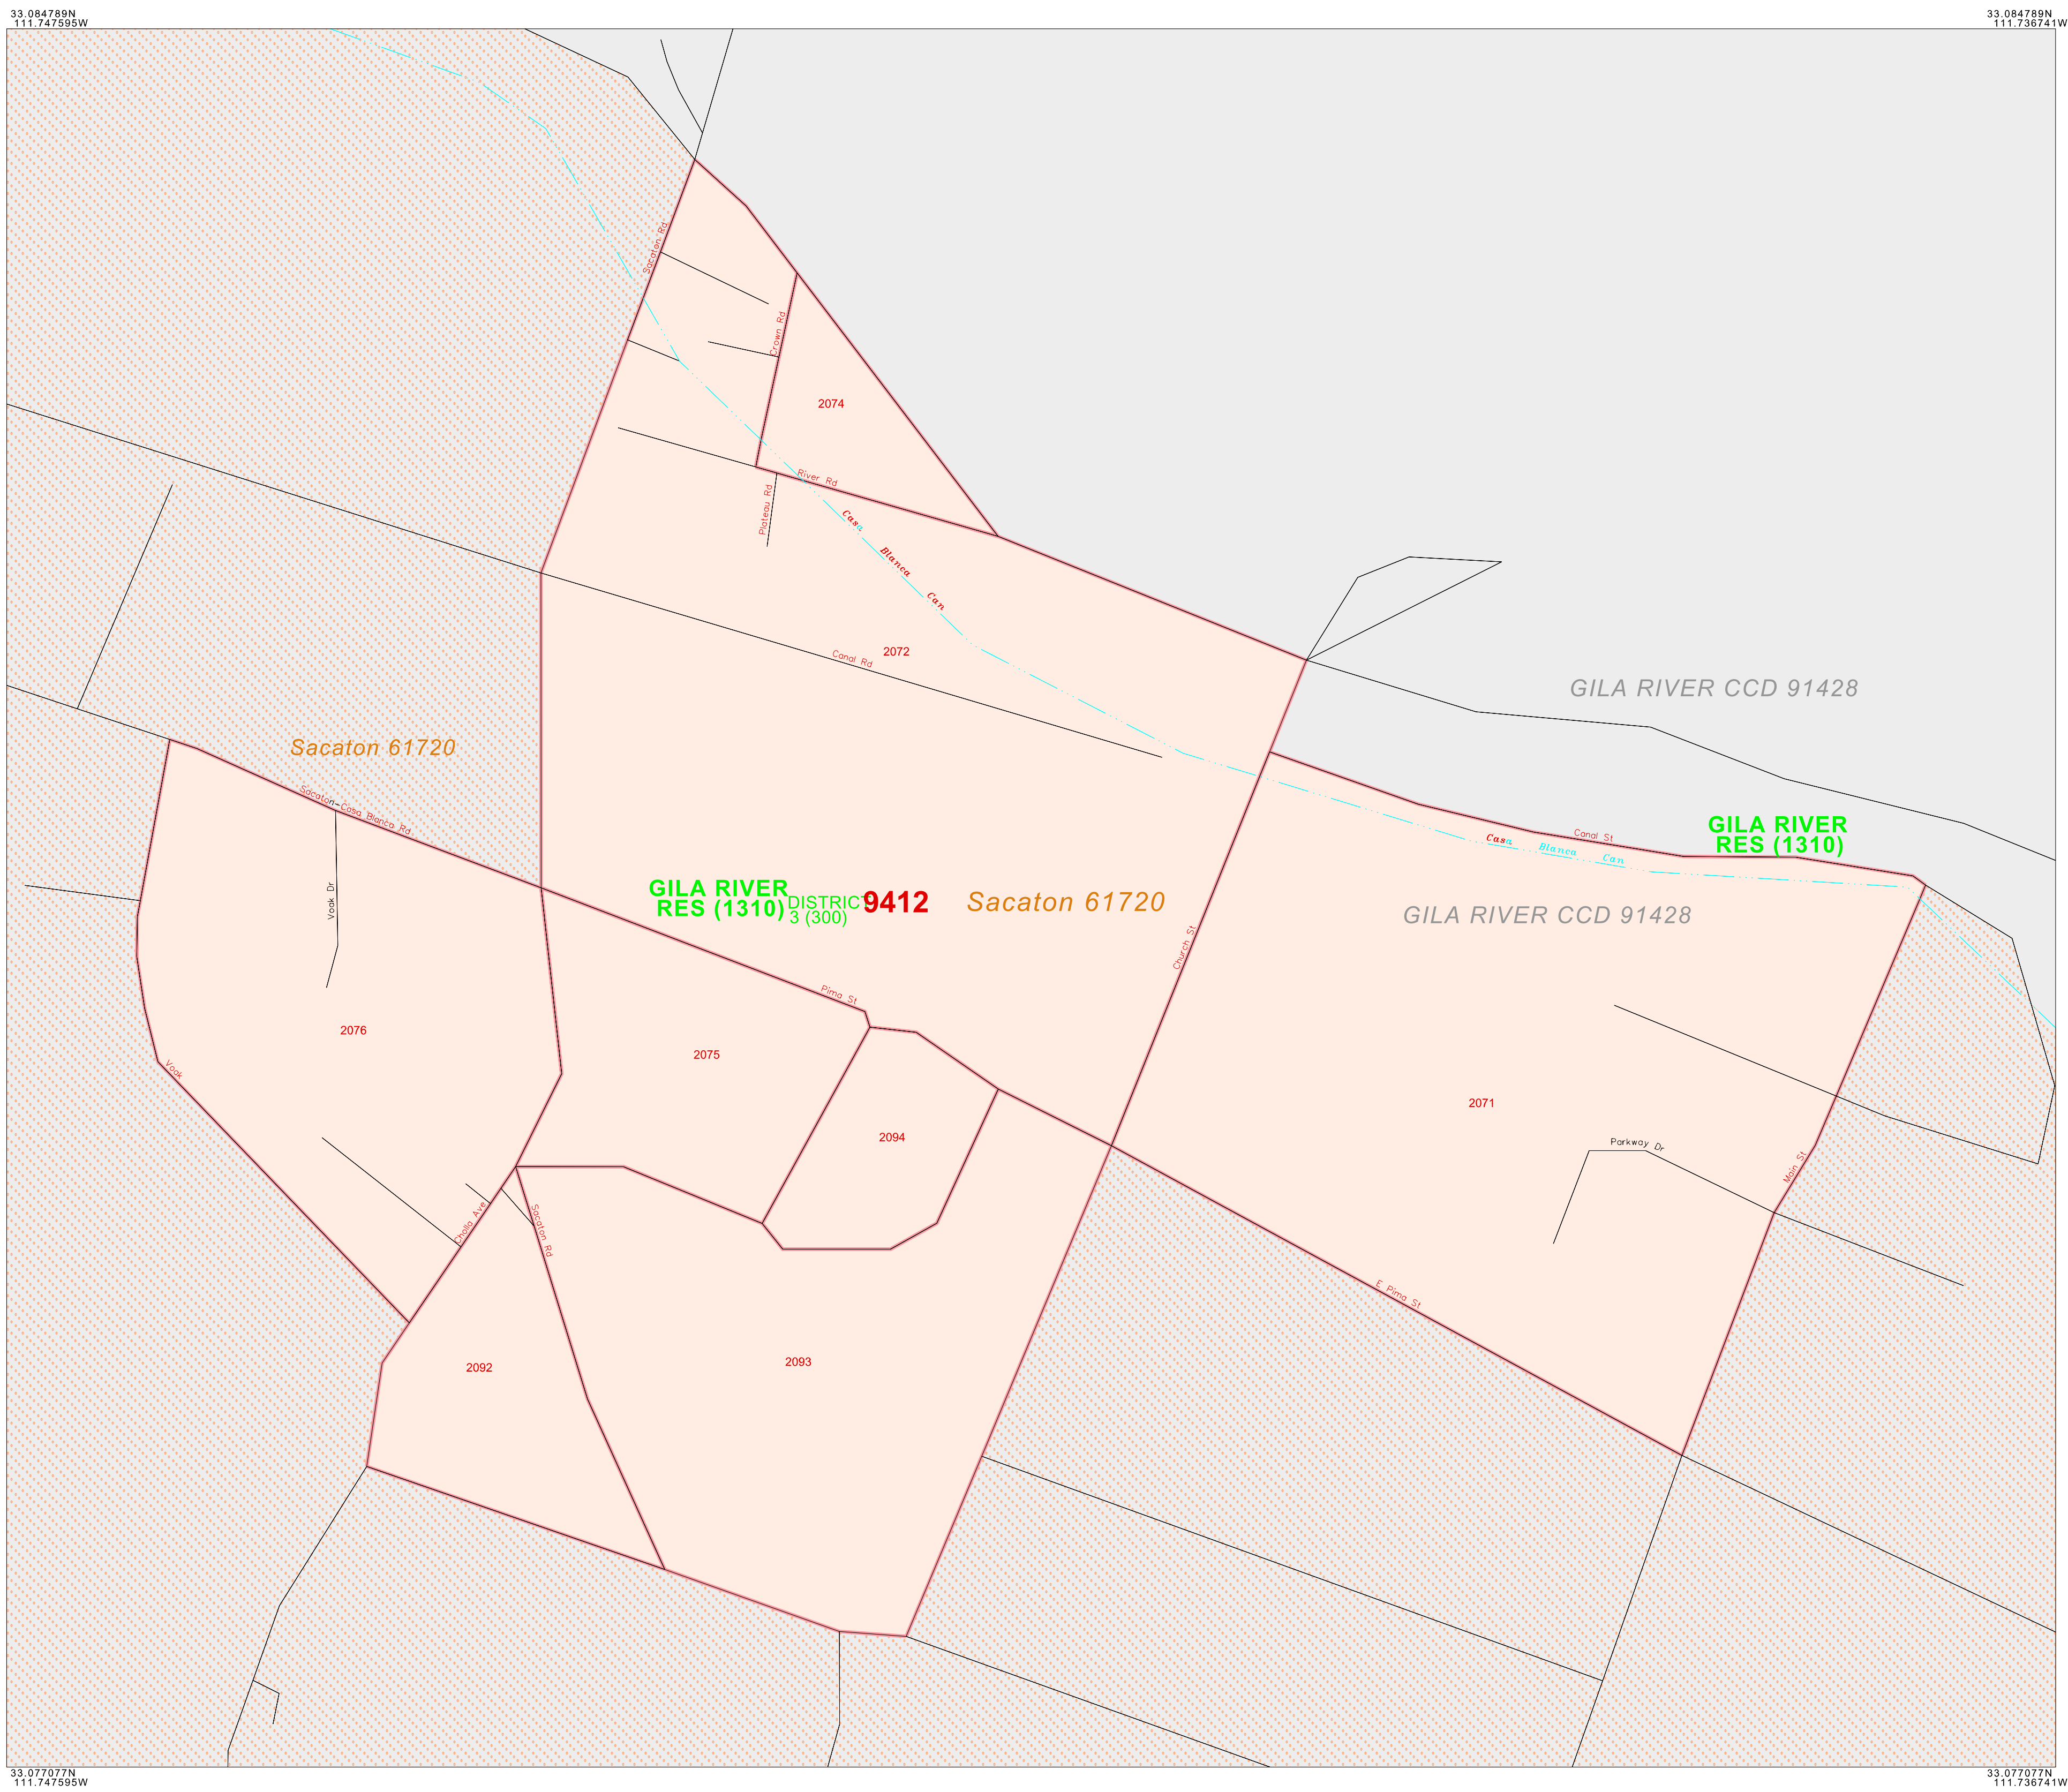 33.084789N
111.747595W
33.084789N
111.736741W
Sacaton Rd
Crown Rd
2074
River Rd
Plateau Rd
Casa
Blanca
Can
2072
Canal Rd
GILA RIVER CCD 91428
Sacaton 61720
Sacaton-Casa Blanca Rd
Canal St
GILA RIVER
RES (1310)
Casa Blanca Can
Voak Dr
GILA RIVER
RES (1310)
DISTRICT
3 (300)
9412
Sacaton 61720
GILA RIVER CCD 91428
Church St
Pima St
2076
2075
Voak
2094
2071
Parkway Dr
Main St
Cholla Ave
Sacaton Rd
E Pima St
2092
2093
33.077077N
111.747595W
33.077077N
111.736741W